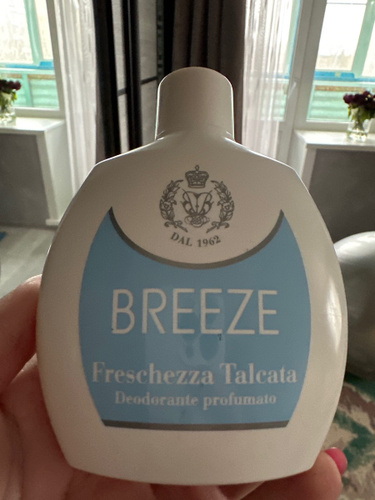 DAL 1962
BREEZE
Freschezza Talcata
Deodorante profumato